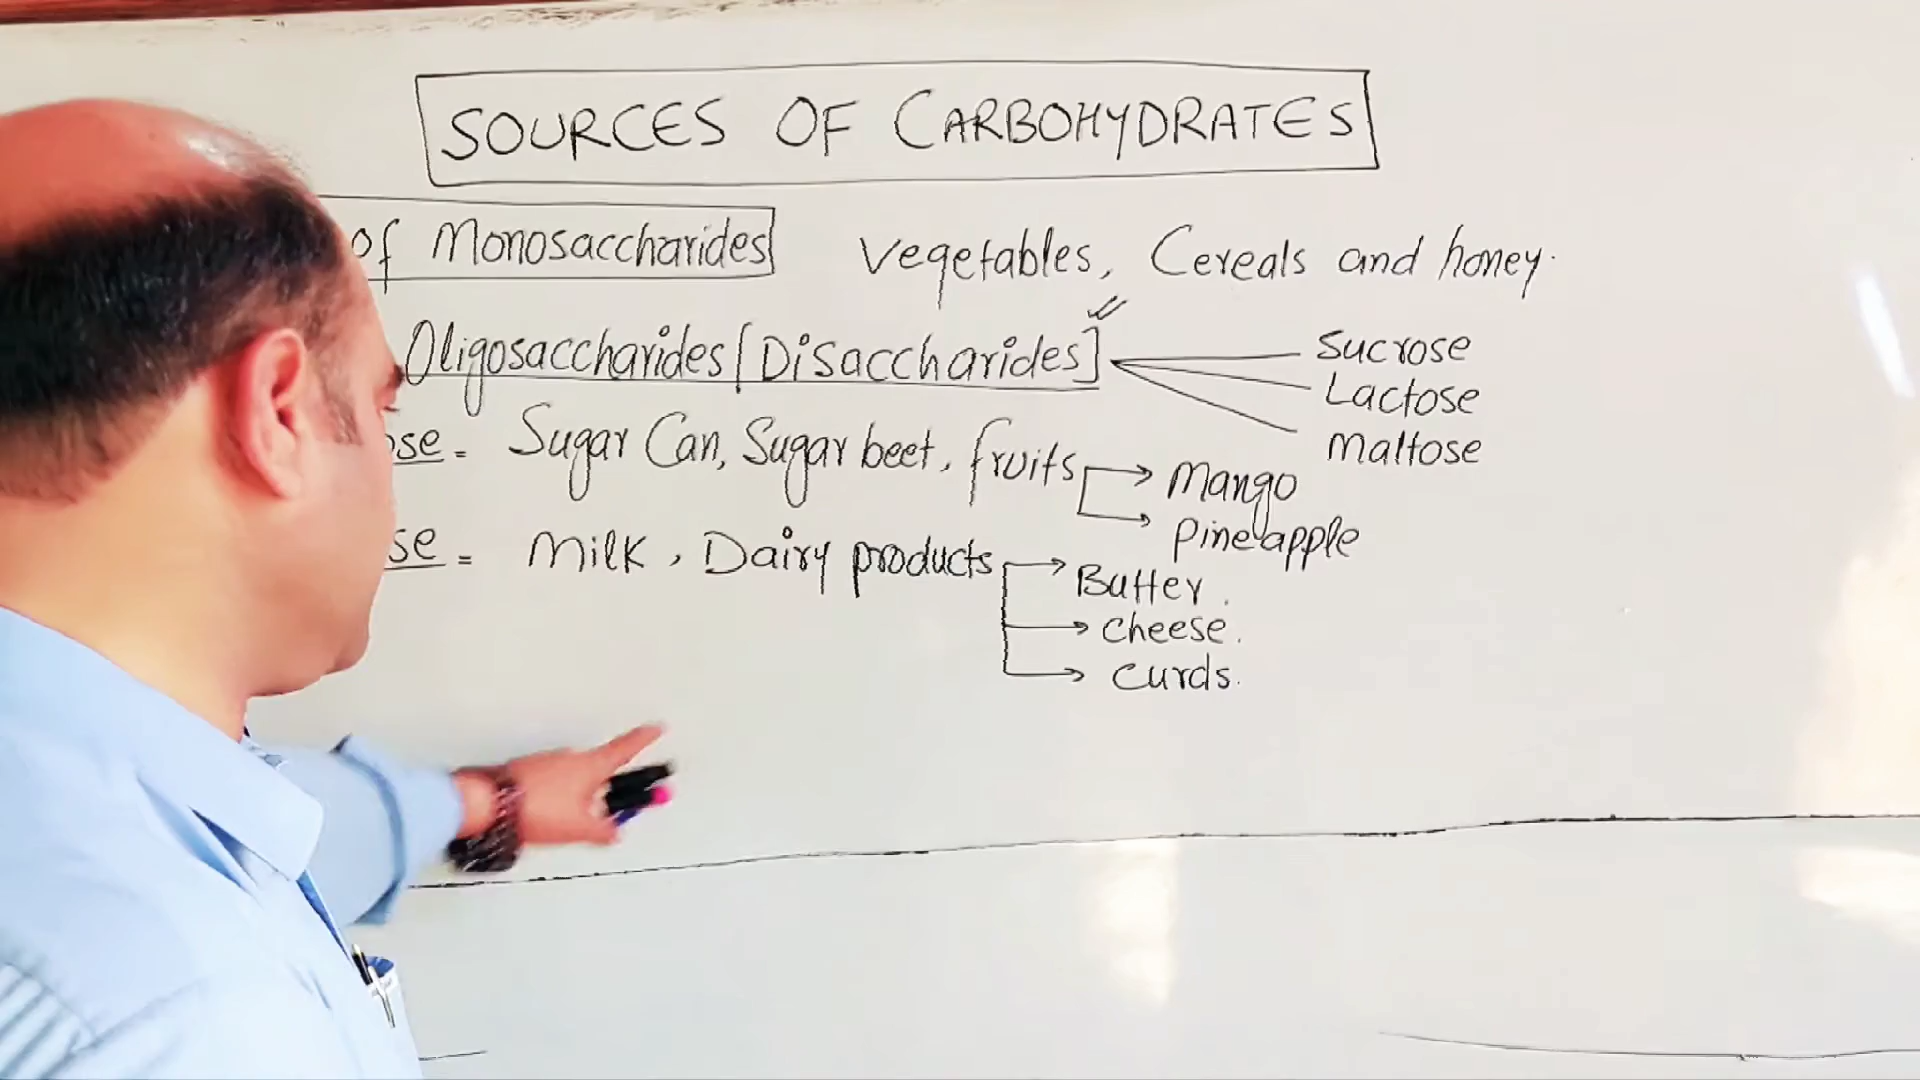 SOURCES OF CARBOHYDRATES
of Monosaccharides Vegetables, Cereals and honey.
Oligosaccharides [Disaccharides]
Sucrose
Lactose
Maltose
ose = Sugar Can, Sugar beet, fruits
Mango
Pineapple
se = Milk, Dairy products
Butter.
Cheese.
Curds.